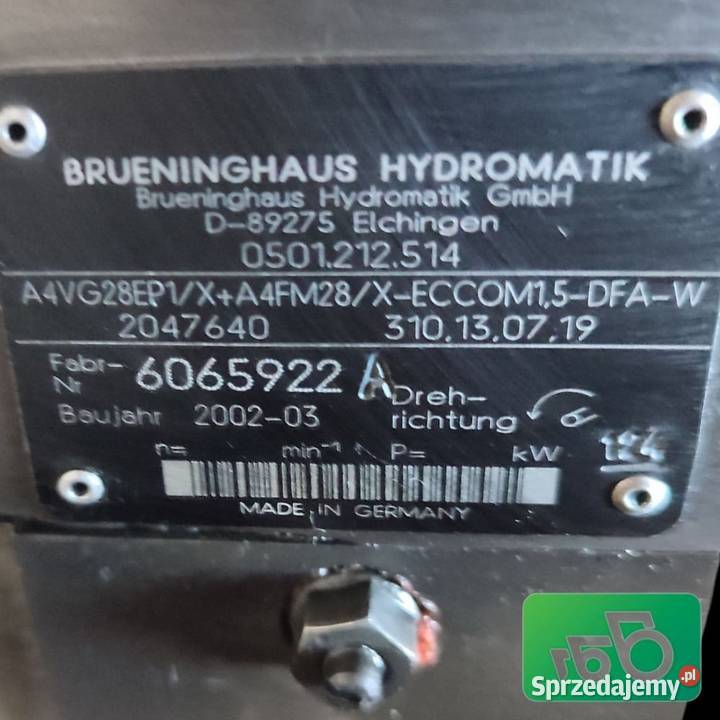 BRUENINGHAUS HYDROMATIK
Brueninghaus Hydromatik GmbH
D-89275 Elchingen
0501.212.514
A4VG28EP1/X+A4FM28/X-ECCOM1,5-DFA-W
2047640 310.13.07.19
Fabr-Nr 6065922 A
Baujahr 2002-03
Dreh-richtung
124
n= min-1 P= kW
MADE IN GERMANY
Sprzedajemy.pl